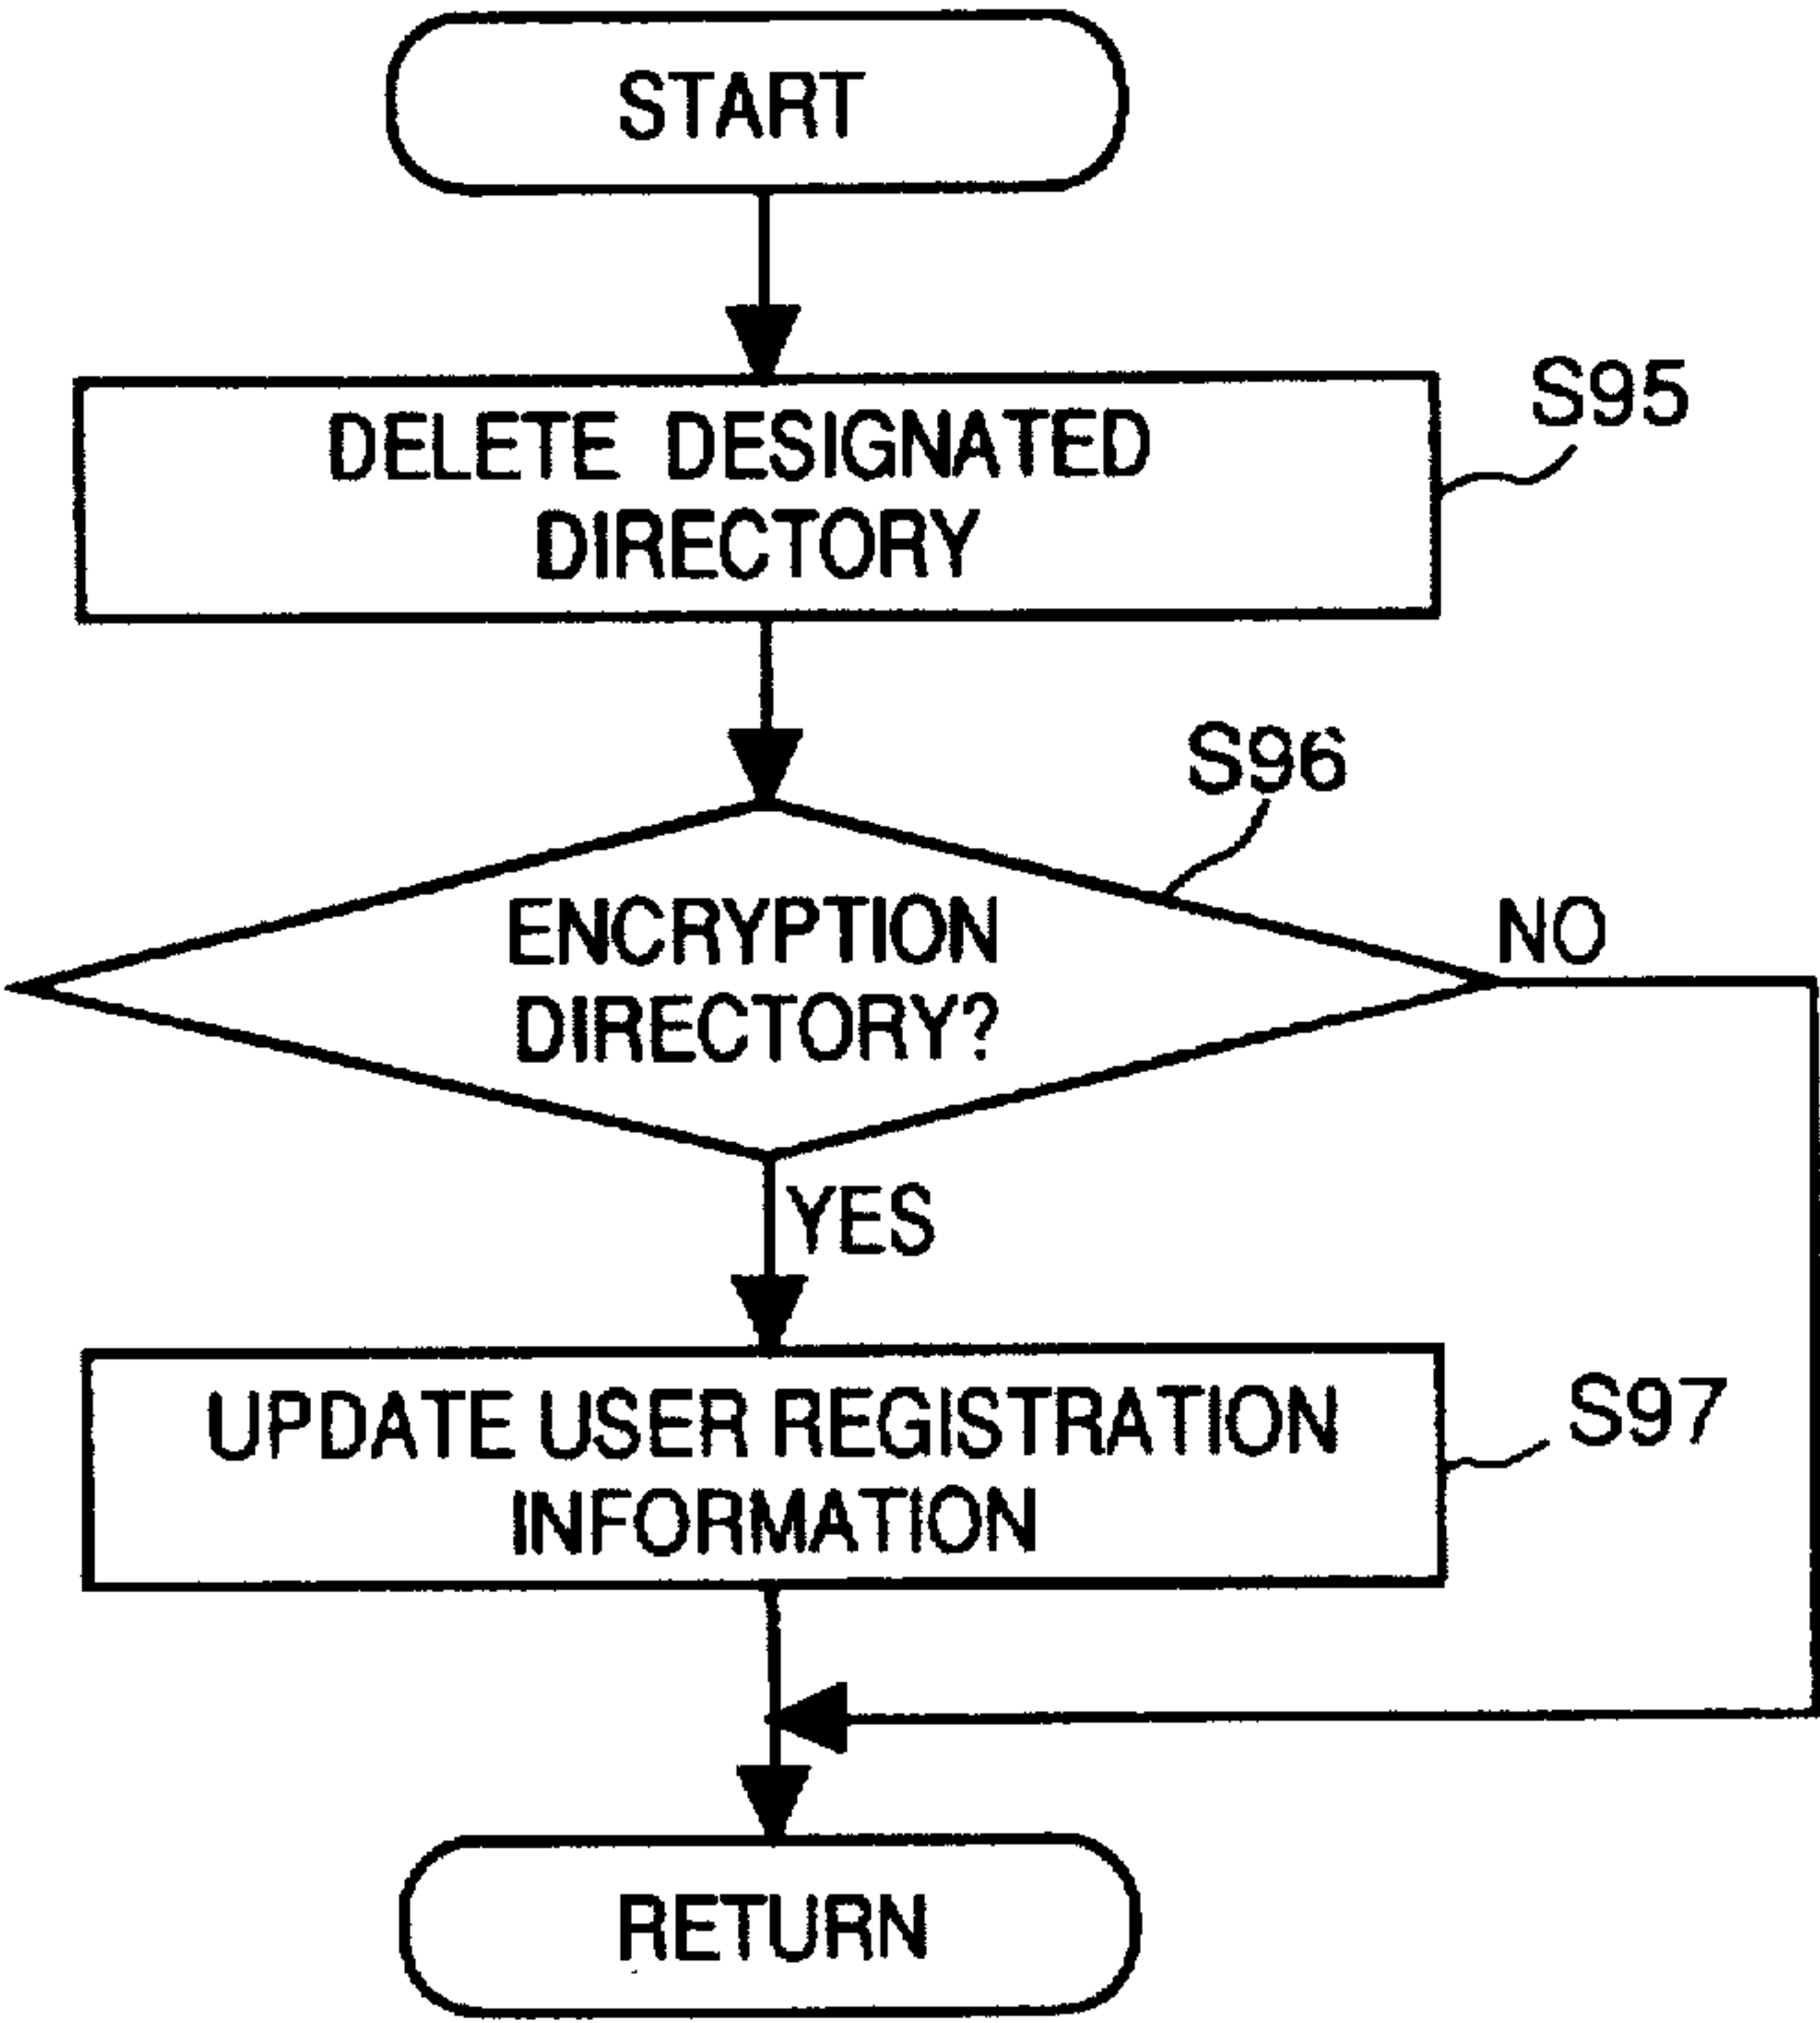 START
S95
DELETE DESIGNATED
DIRECTORY
S96
ENCRYPTION
DIRECTORY?
NO
YES
UPDATE USER REGISTRATION
INFORMATION
S97
RETURN